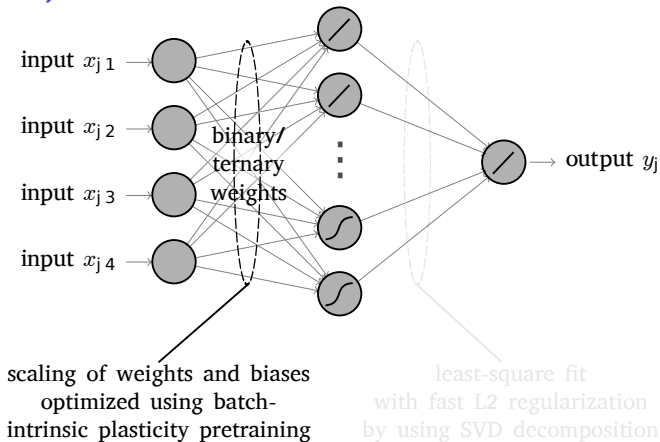 input x_j 1
input x_j 2
input x_j 3
input x_j 4
binary/
ternary
weights
output y_j
scaling of weights and biases
optimized using batch-
intrinsic plasticity pretraining
least-square fit
with fast L2 regularization
by using SVD decomposition